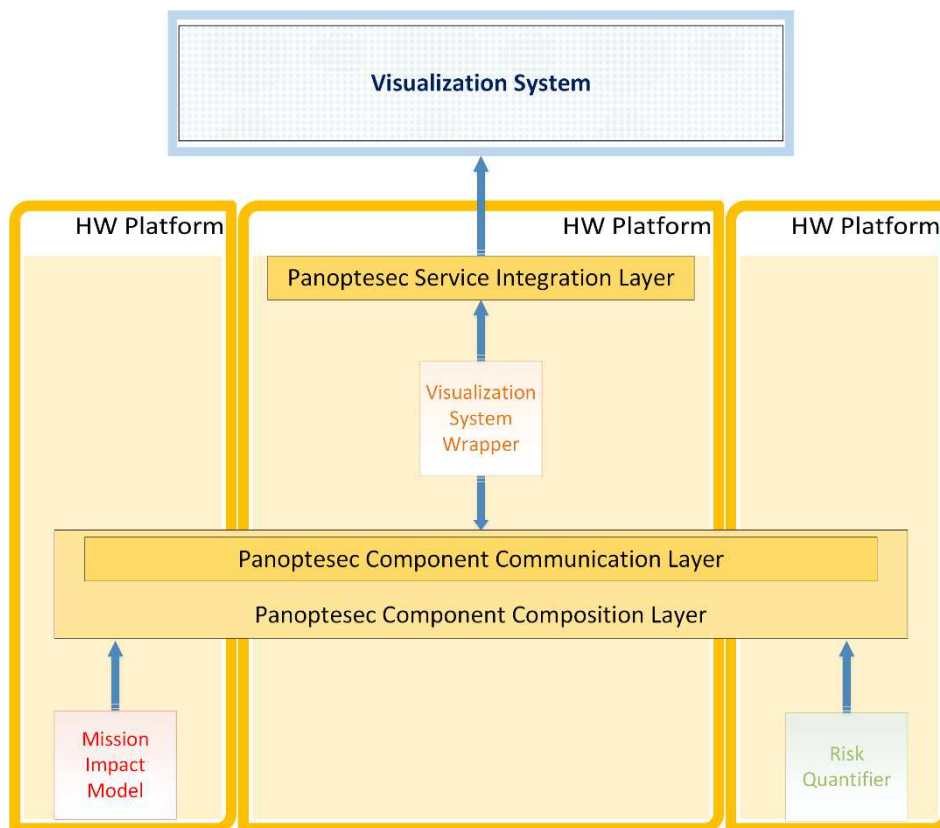 Visualization System
HW Platform
HW Platform
HW Platform
Panoptesec Service Integration Layer
Visualization
System
Wrapper
Panoptesec Component Communication Layer
Panoptesec Component Composition Layer
Mission
Impact
Model
Risk
Quantifier